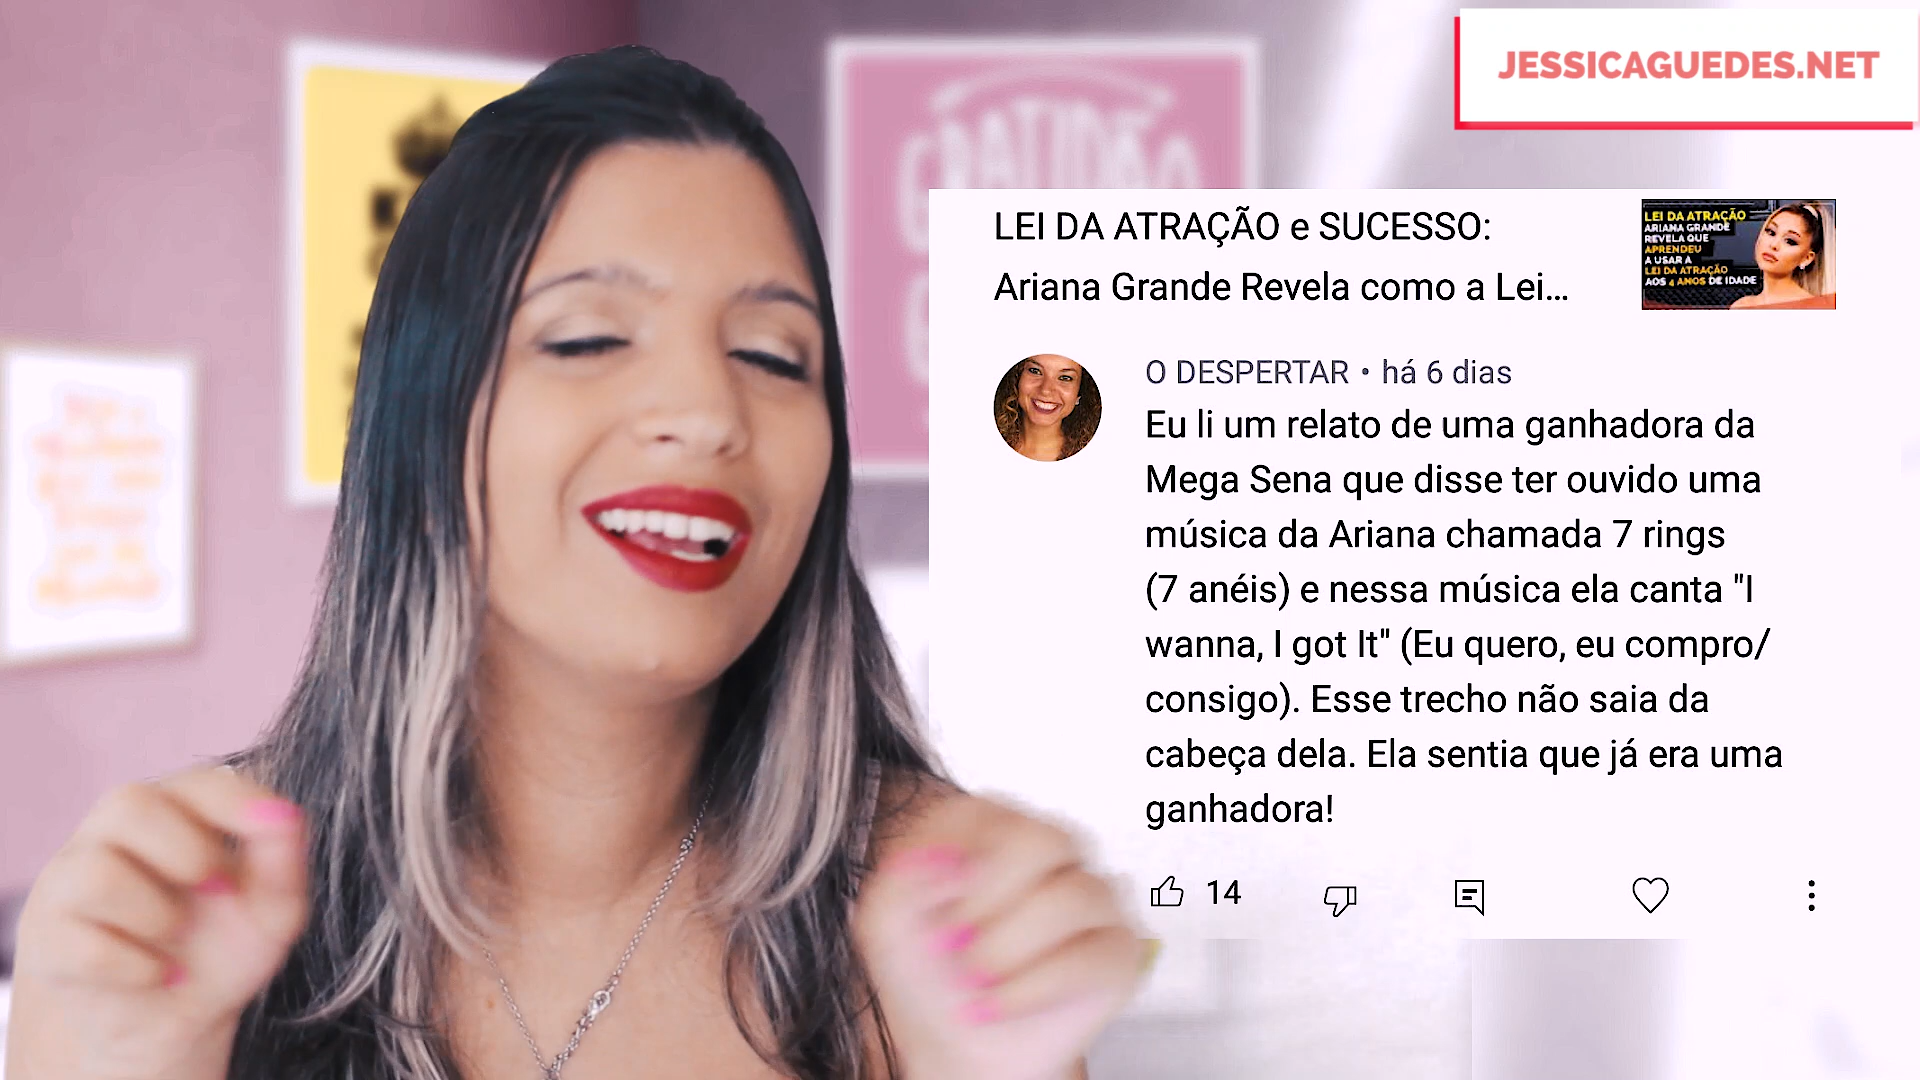 JESSICAGUEDES.NET
GRATIDÃO
LEI DA ATRAÇÃO e SUCESSO:
Ariana Grande Revela como a Lei...
LEI DA ATRAÇÃO
ARIANA GRANDE
REVELA QUE
APRENDEU
A USAR A
LEI DA ATRAÇÃO
AOS 4 ANOS DE IDADE
O DESPERTAR • há 6 dias
Eu li um relato de uma ganhadora da
Mega Sena que disse ter ouvido uma
música da Ariana chamada 7 rings
(7 anéis) e nessa música ela canta "I
wanna, I got It" (Eu quero, eu compro/
consigo). Esse trecho não saia da
cabeça dela. Ela sentia que já era uma
ganhadora!
14